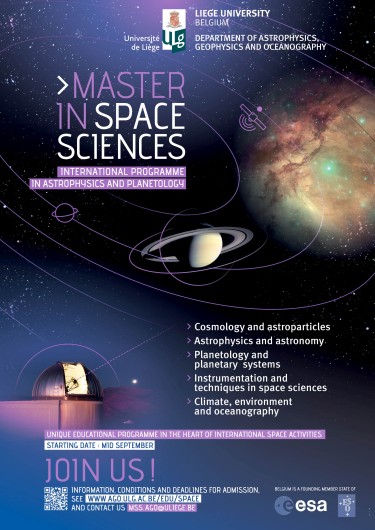 LIEGE UNIVERSITY
BELGIUM
Université
de Liège
DEPARTMENT OF ASTROPHYSICS,
GEOPHYSICS AND OCEANOGRAPHY
>MASTER
IN SPACE
SCIENCES
INTERNATIONAL PROGRAMME
IN ASTROPHYSICS AND PLANETOLOGY
> Cosmology and astroparticles
> Astrophysics and astronomy
> Planetology and
planetary systems
> Instrumentation and
techniques in space sciences
> Climate, environment
and oceanography
UNIQUE EDUCATIONAL PROGRAMME IN THE HEART OF INTERNATIONAL SPACE ACTIVITIES.
STARTING DATE : MID SEPTEMBER
JOIN US!
INFORMATION, CONDITIONS AND DEADLINES FOR ADMISSION,
SEE WWW.AGO.ULG.AC.BE/EDU/SPACE
AND CONTACT US MSS.AGO@ULIEGE.BE
BELGIUM IS A FOUNDING MEMBER STATE OF
esa